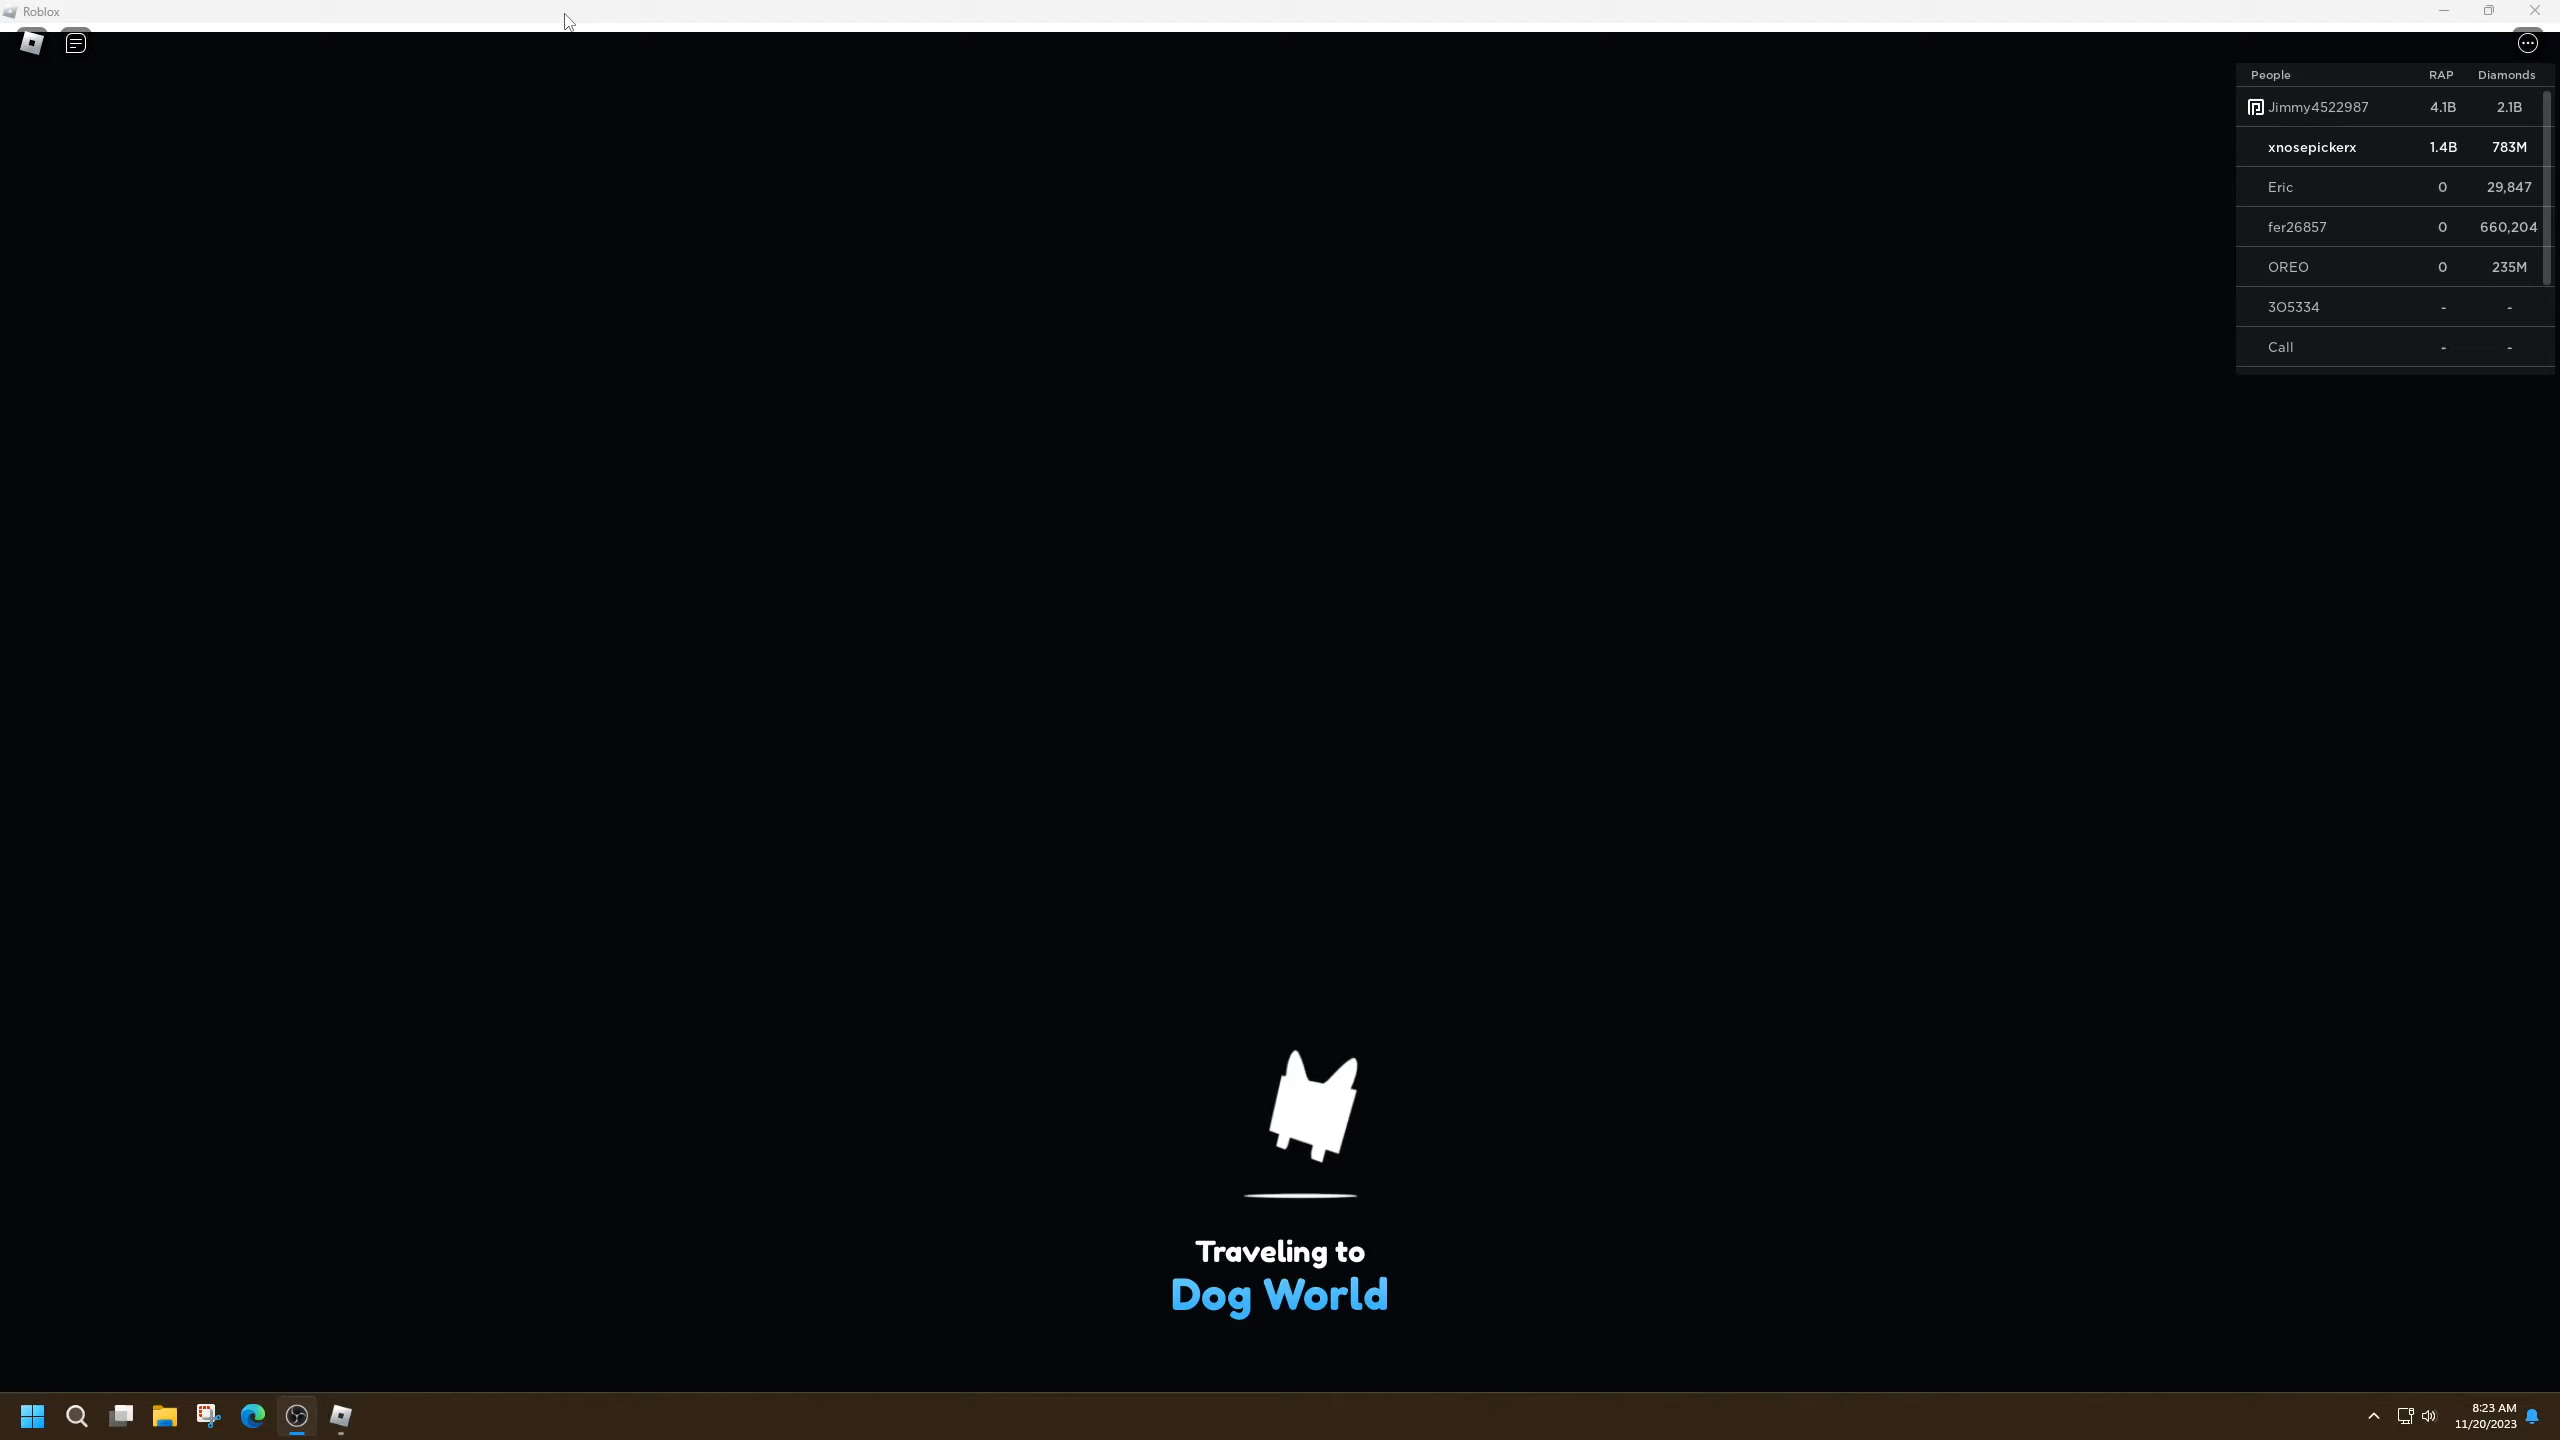 Roblox
People RAP Diamonds
Jimmy4522987 4.1B 2.1B
xnosepickerx 1.4B 783M
Eric 0 29,847
fer26857 0 660,204
OREO 0 235M
3O5334 - -
Call - -
Traveling to
Dog World
8:23 AM
11/20/2023